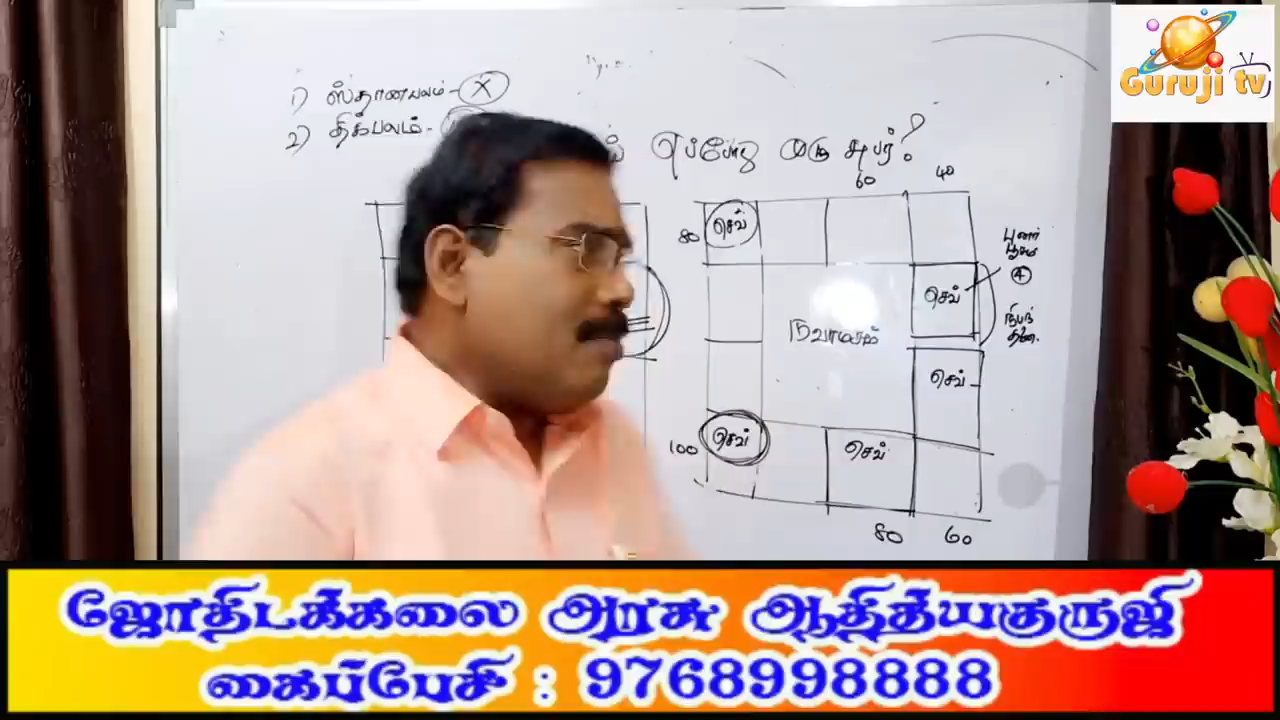 Guruji tv
1) ஸ்தானபலம் - X
2) திக்பலம் -
எப்போது சுபர்?
60
40
80
செவ்
புனர்
பூசம்
4
செவ்
நவாம்சம்
செவ்
100
செவ்
செவ்
80
60
ஜோதிடக்கலை அரசு ஆதித்யகுருஜி
கைப்பேசி : 9768998888